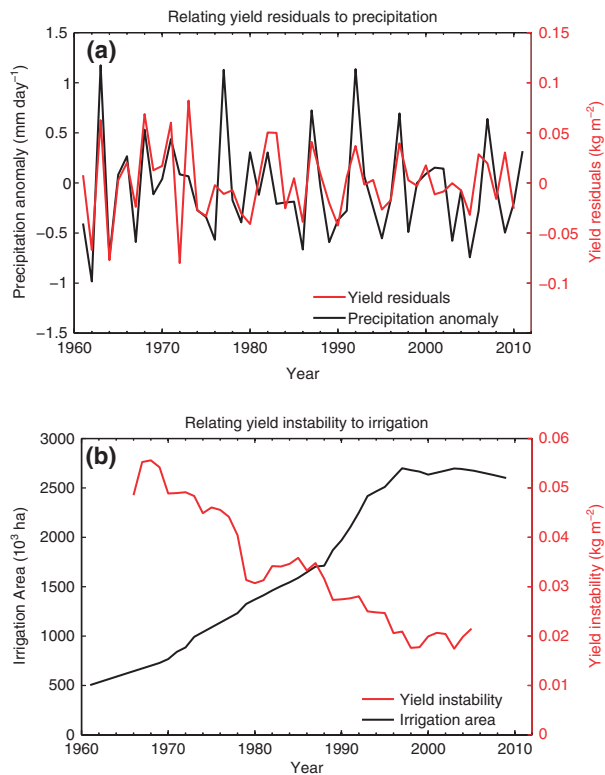 Relating yield residuals to precipitation
(a)
1.5
1
0.5
0
−0.5
−1
−1.5
Precipitation anomaly (mm day⁻¹)
0.15
0.1
0.05
0
−0.05
−0.1
0.15
Yield residuals (kg m⁻²)
Yield residuals
Precipitation anomaly
1960 1970 1980 1990 2000 2010
Year
Relating yield instability to irrigation
(b)
3000
2500
2000
1500
1000
500
0
Irrigation Area (10³ ha)
0.06
0.05
0.04
0.03
0.02
0.01
0
Yield instability (kg m⁻²)
Yield instability
Irrigation area
1960 1970 1980 1990 2000 2010
Year